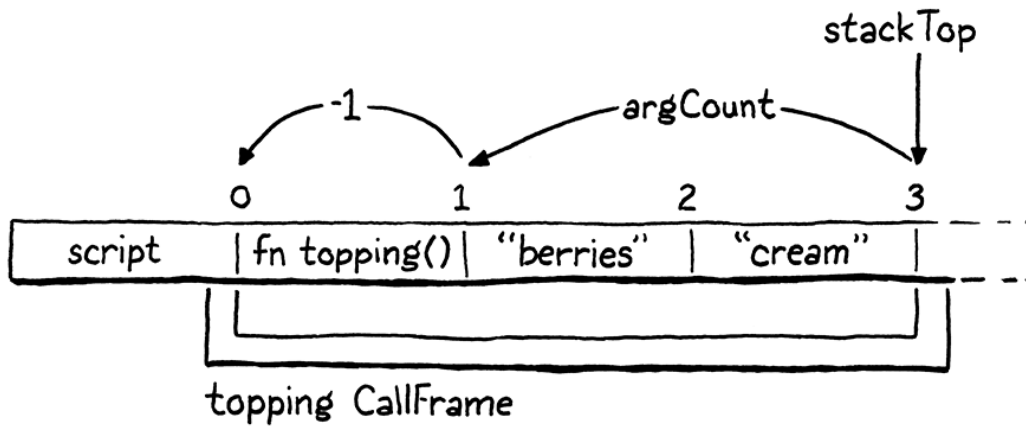 stackTop
-1 argCount
0 1 2 3
script fn topping() “berries” “cream”
topping CallFrame